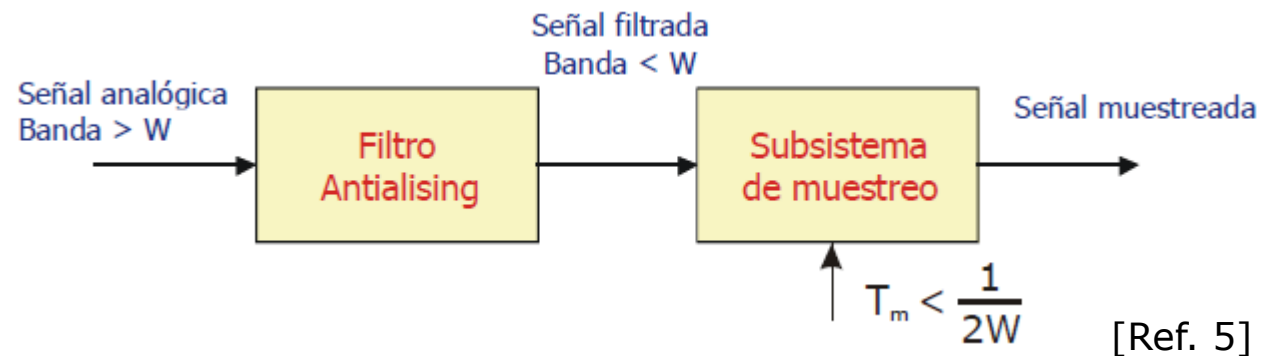 Señal filtrada
Banda < W
Señal analógica
Banda > W
Filtro
Antialising
Subsistema
de muestreo
Señal muestreada
Tm < 1/2W
[Ref. 5]